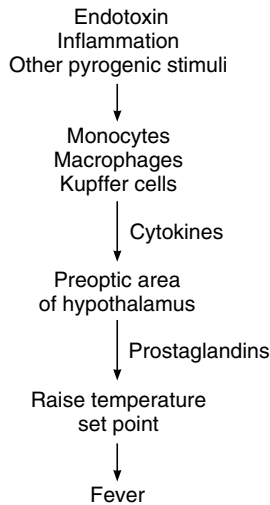 Endotoxin
Inflammation
Other pyrogenic stimuli
Monocytes
Macrophages
Kupffer cells
Cytokines
Preoptic area
of hypothalamus
Prostaglandins
Raise temperature
set point
Fever